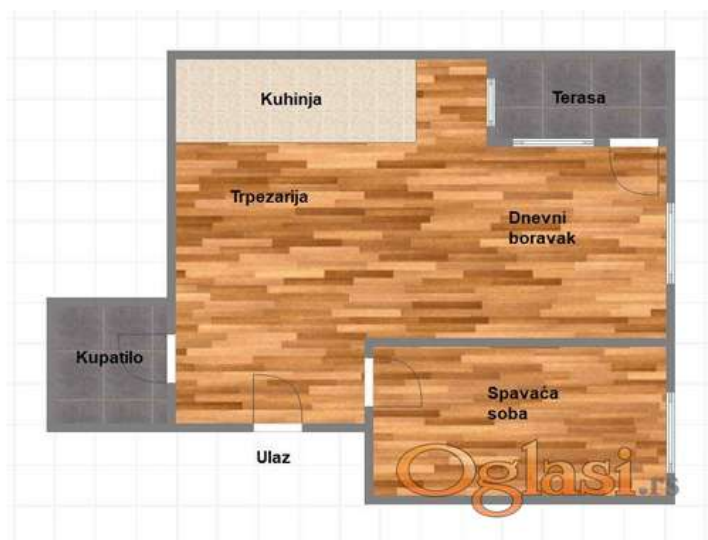 Kuhinja
Terasa
Trpezarija
Dnevni
boravak
Kupatilo
Spavaća
soba
Ulaz
Oglasi.rs